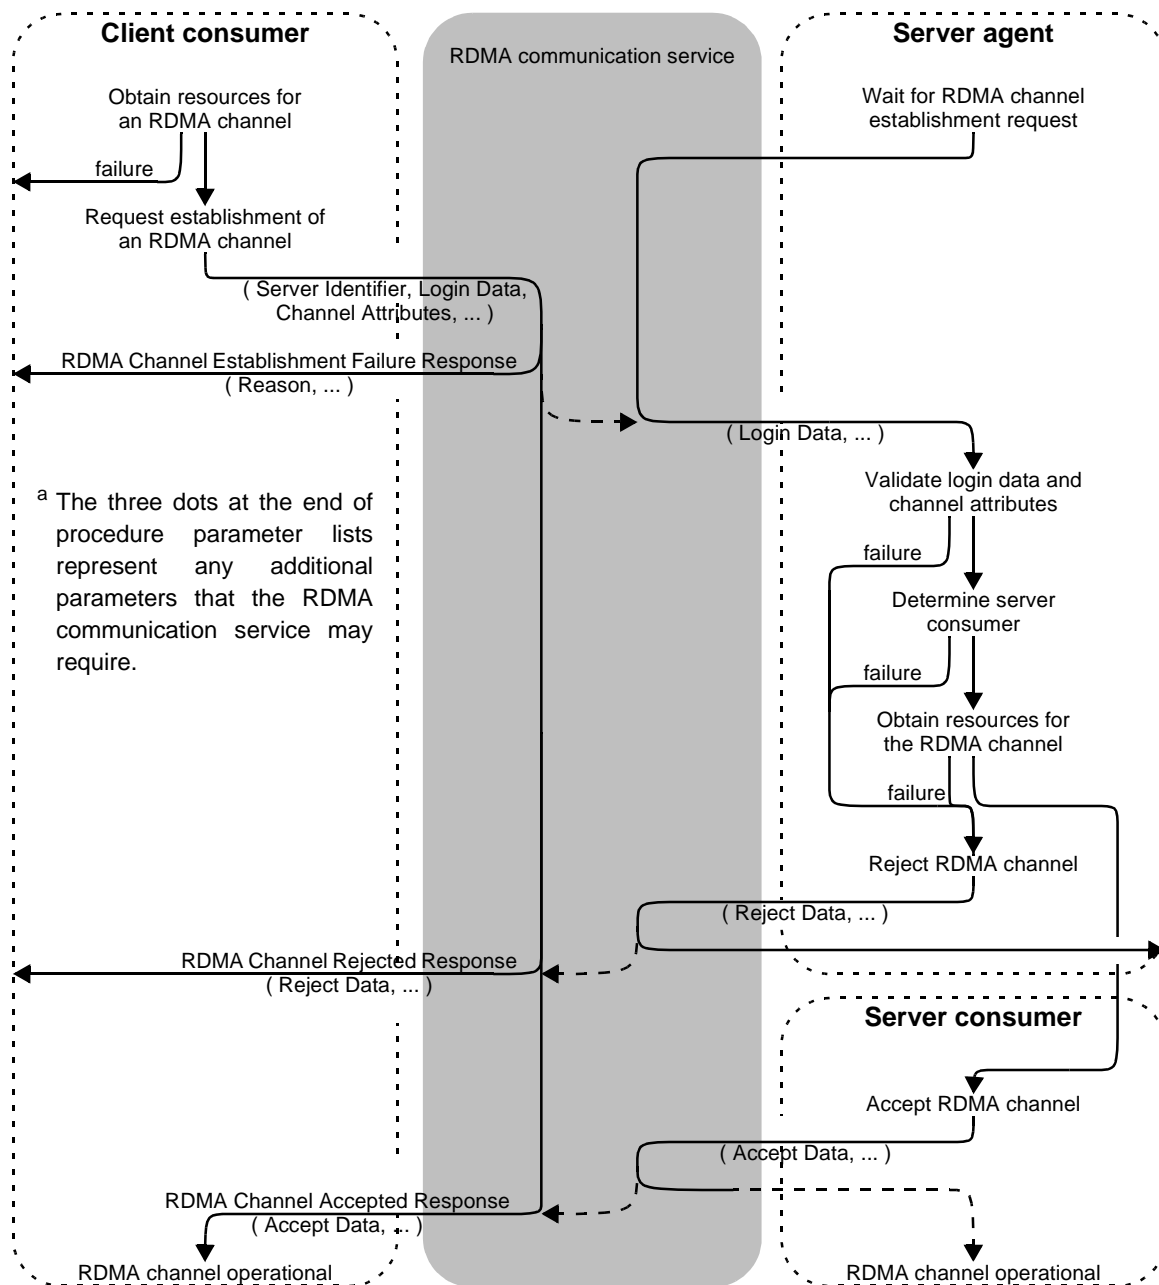 Client consumer
RDMA communication service
Server agent
Obtain resources for
an RDMA channel
Wait for RDMA channel
establishment request
failure
Request establishment of
an RDMA channel
( Server Identifier, Login Data,
Channel Attributes, ... )
RDMA Channel Establishment Failure Response
( Reason, ... )
( Login Data, ... )
Validate login data and
channel attributes
a The three dots at the end of
procedure parameter lists
represent any additional
parameters that the RDMA
communication service may
require.
failure
Determine server
consumer
failure
Obtain resources for
the RDMA channel
failure
Reject RDMA channel
( Reject Data, ... )
RDMA Channel Rejected Response
( Reject Data, ... )
Server consumer
Accept RDMA channel
( Accept Data, ... )
RDMA Channel Accepted Response
( Accept Data, ... )
RDMA channel operational
RDMA channel operational